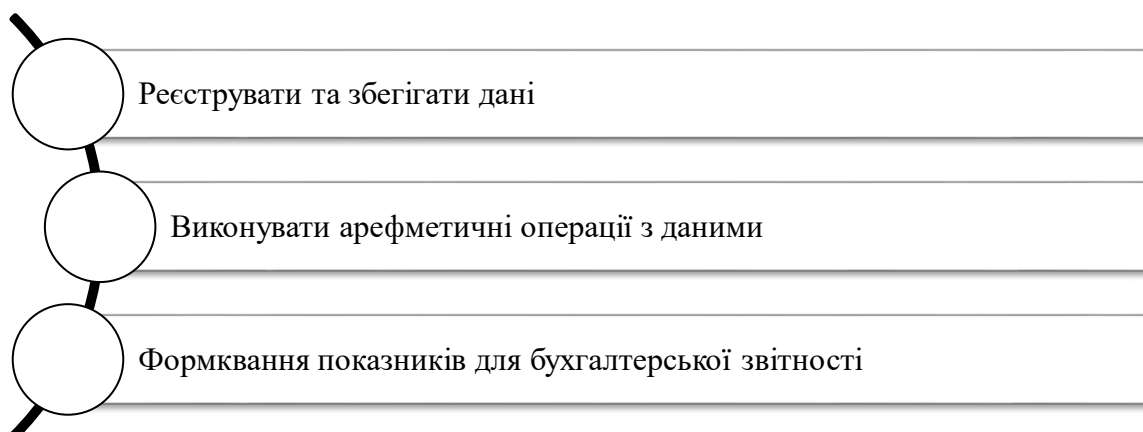 Реєструвати та збегігати дані
Виконувати арефметичні операції з даними
Формквання показників для бухгалтерської звітності